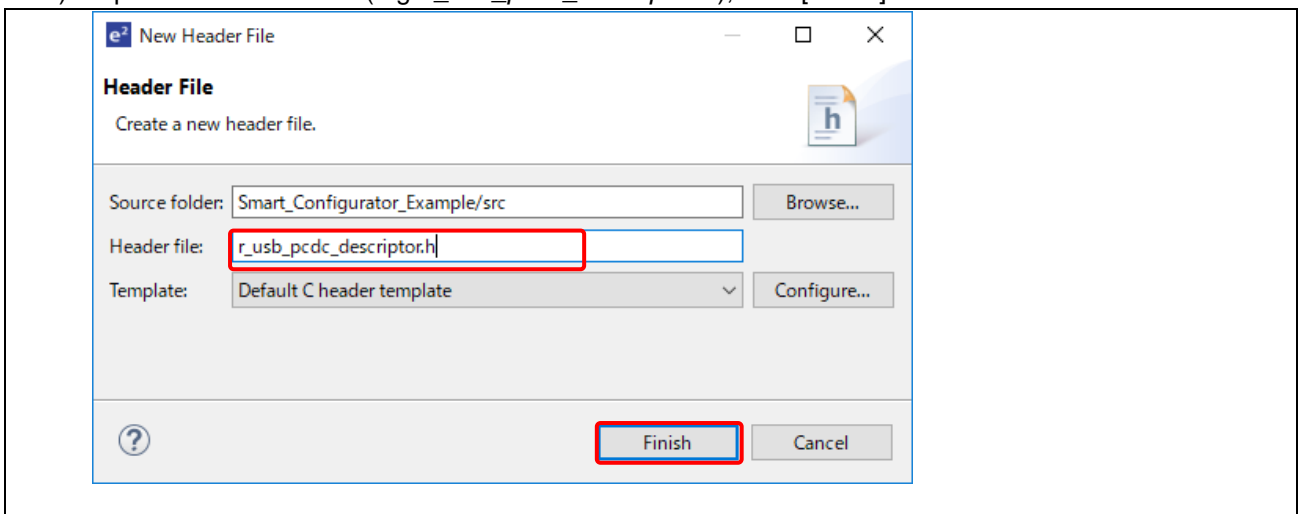 e² New Header File
Header File
Create a new header file.
h
Source folder: Smart_Configurator_Example/src Browse...
Header file: r_usb_pcdc_descriptor.h
Template: Default C header template Configure...
?
Finish Cancel